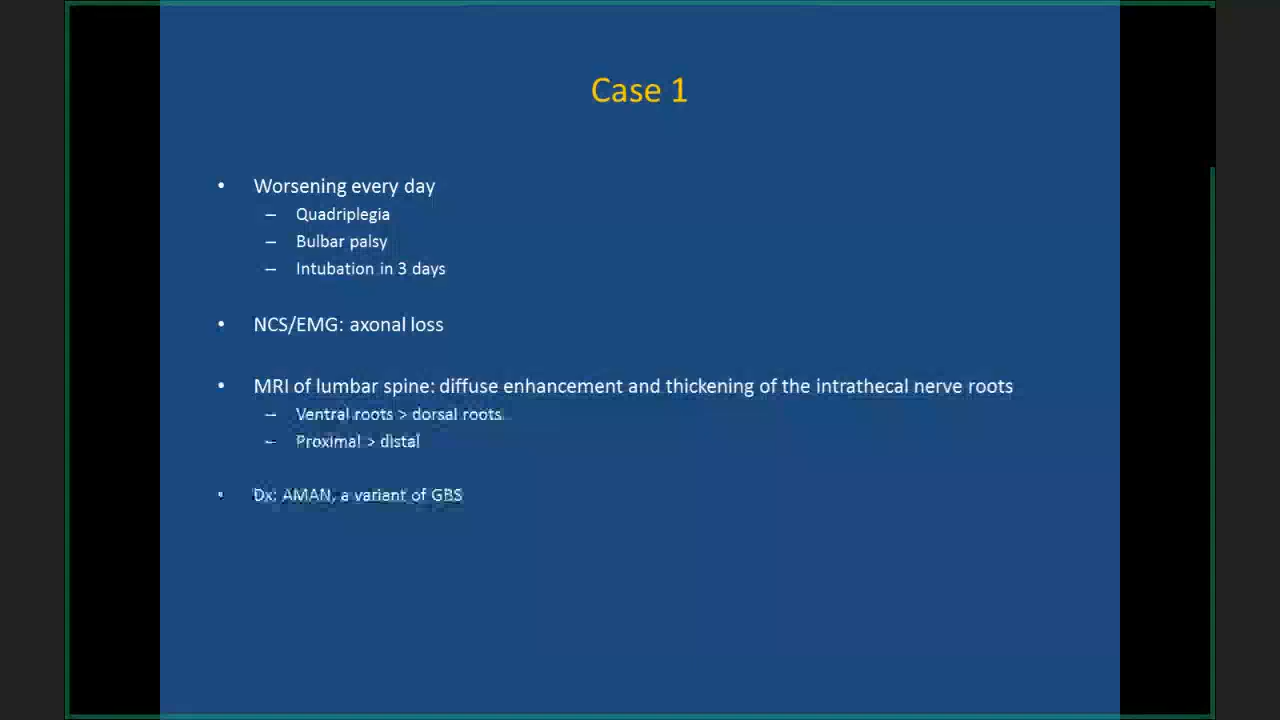 Case 1
• Worsening every day
– Quadriplegia
– Bulbar palsy
– Intubation in 3 days
• NCS/EMG: axonal loss
• MRI of lumbar spine: diffuse enhancement and thickening of the intrathecal nerve roots
– Ventral roots > dorsal roots
– Proximal > distal
• Dx: AMAN, a variant of GBS